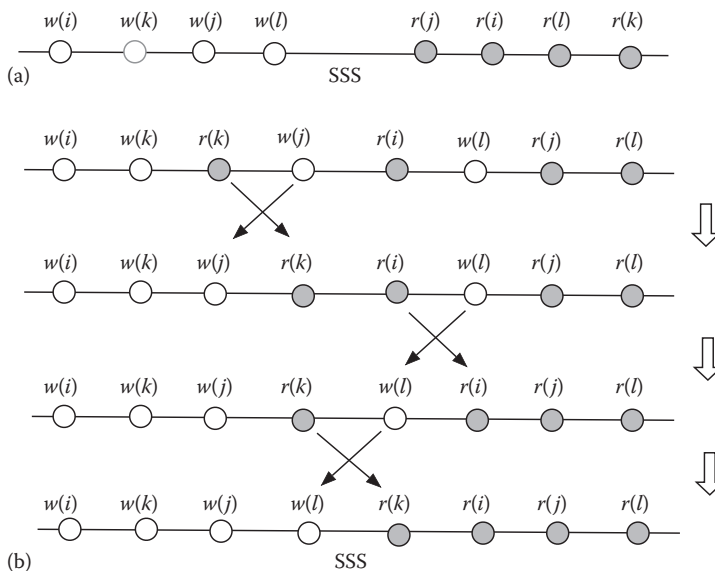 w(i) w(k) w(j) w(l) r(j) r(i) r(l) r(k)
(a) SSS
w(i) w(k) r(k) w(j) r(i) w(l) r(j) r(l)
w(i) w(k) w(j) r(k) r(i) w(l) r(j) r(l)
w(i) w(k) w(j) r(k) w(l) r(i) r(j) r(l)
w(i) w(k) w(j) w(l) r(k) r(i) r(j) r(l)
(b) SSS